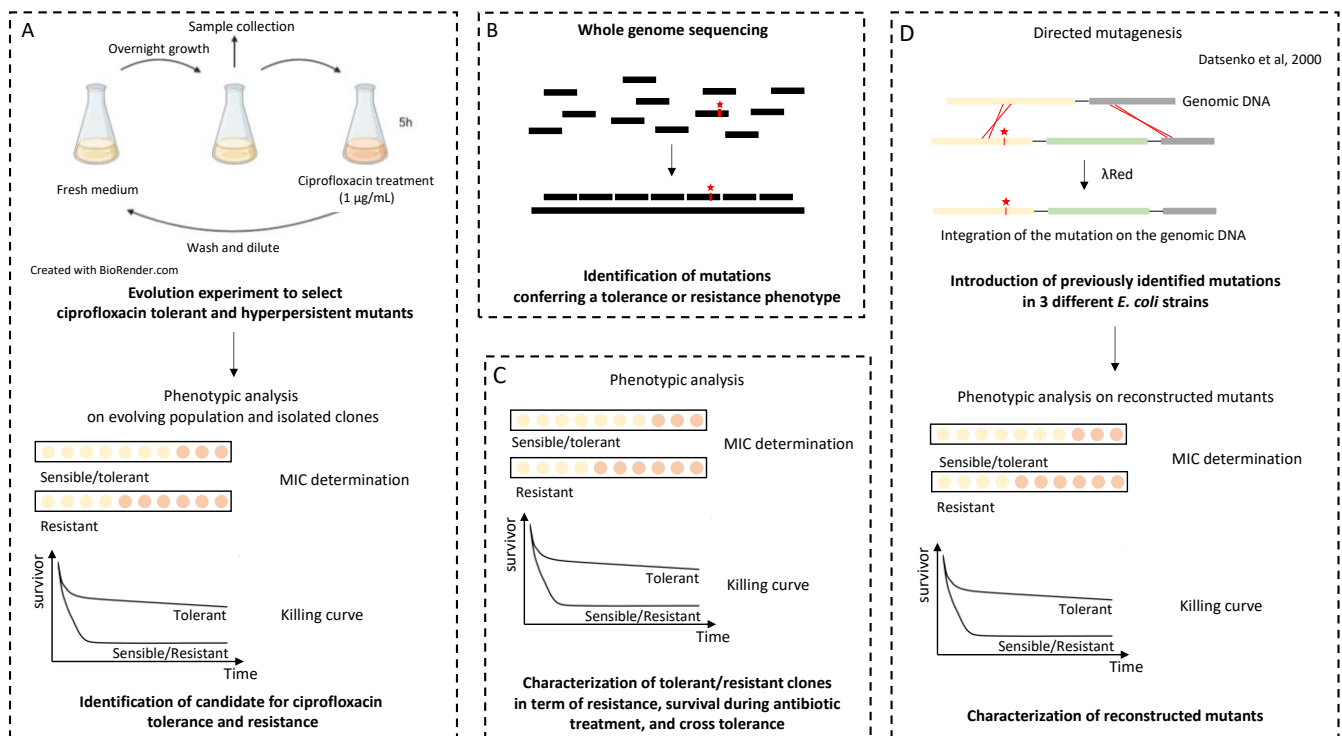 A
Sample collection
Overnight growth
5h
Fresh medium
Ciprofloxacin treatment
(1 µg/mL)
Wash and dilute
Created with BioRender.com
Evolution experiment to select
ciprofloxacin tolerant and hyperpersistent mutants
Phenotypic analysis
on evolving population and isolated clones
Sensible/tolerant
MIC determination
Resistant
survivor
Tolerant
Killing curve
Sensible/Resistant
Time
Identification of candidate for ciprofloxacin
tolerance and resistance
B
Whole genome sequencing
Identification of mutations
conferring a tolerance or resistance phenotype
C
Phenotypic analysis
Sensible/tolerant
MIC determination
Resistant
survivor
Tolerant
Killing curve
Sensible/Resistant
Time
Characterization of tolerant/resistant clones
in term of resistance, survival during antibiotic
treatment, and cross tolerance
D
Directed mutagenesis
Datsenko et al, 2000
Genomic DNA
λRed
Integration of the mutation on the genomic DNA
Introduction of previously identified mutations
in 3 different E. coli strains
Phenotypic analysis on reconstructed mutants
Sensible/tolerant
MIC determination
Resistant
survivor
Tolerant
Killing curve
Sensible/Resistant
Time
Characterization of reconstructed mutants